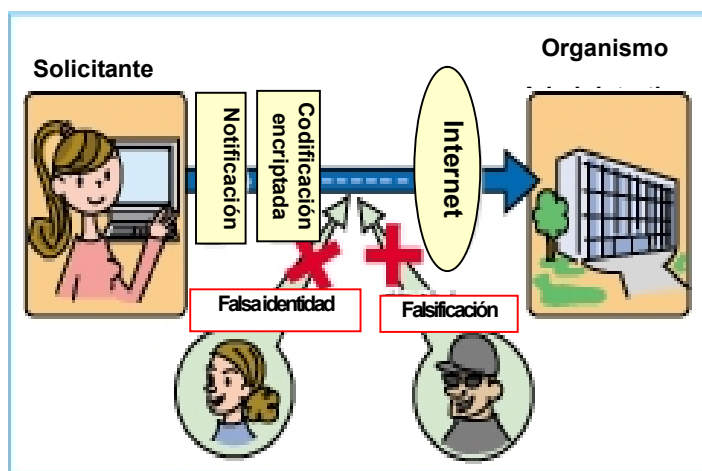 Solicitante
Organismo
Notificación
Codificación
encriptada
Internet
Falsa identidad
Falsificación